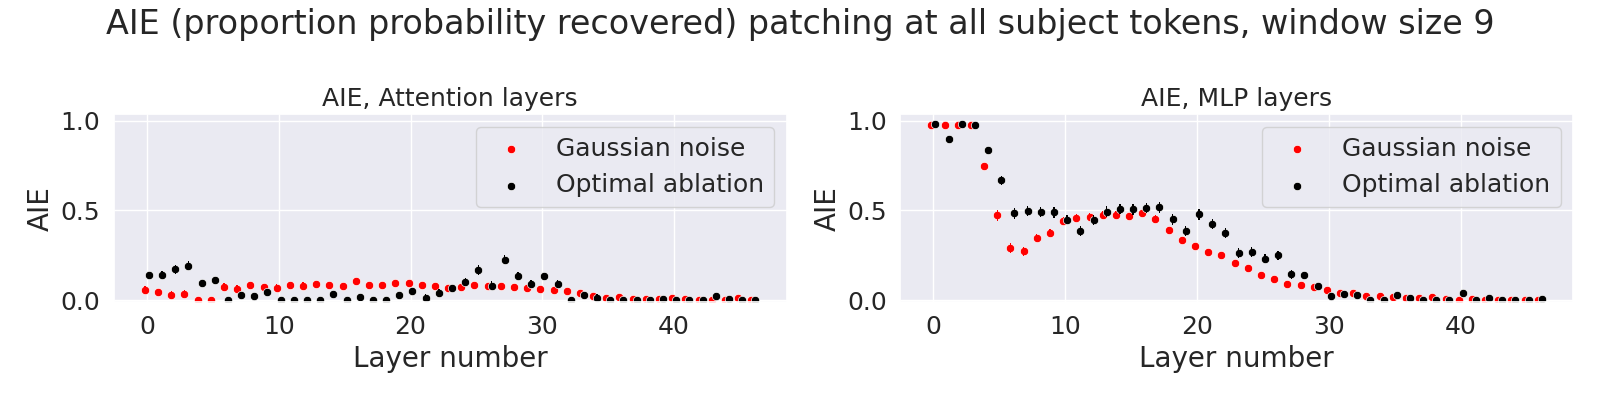 AIE (proportion probability recovered) patching at all subject tokens, window size 9
AIE, Attention layers
1.0
0.5
0.0
AIE
Gaussian noise
Optimal ablation
0 10 20 30 40
Layer number
AIE, MLP layers
1.0
0.5
0.0
AIE
Gaussian noise
Optimal ablation
0 10 20 30 40
Layer number